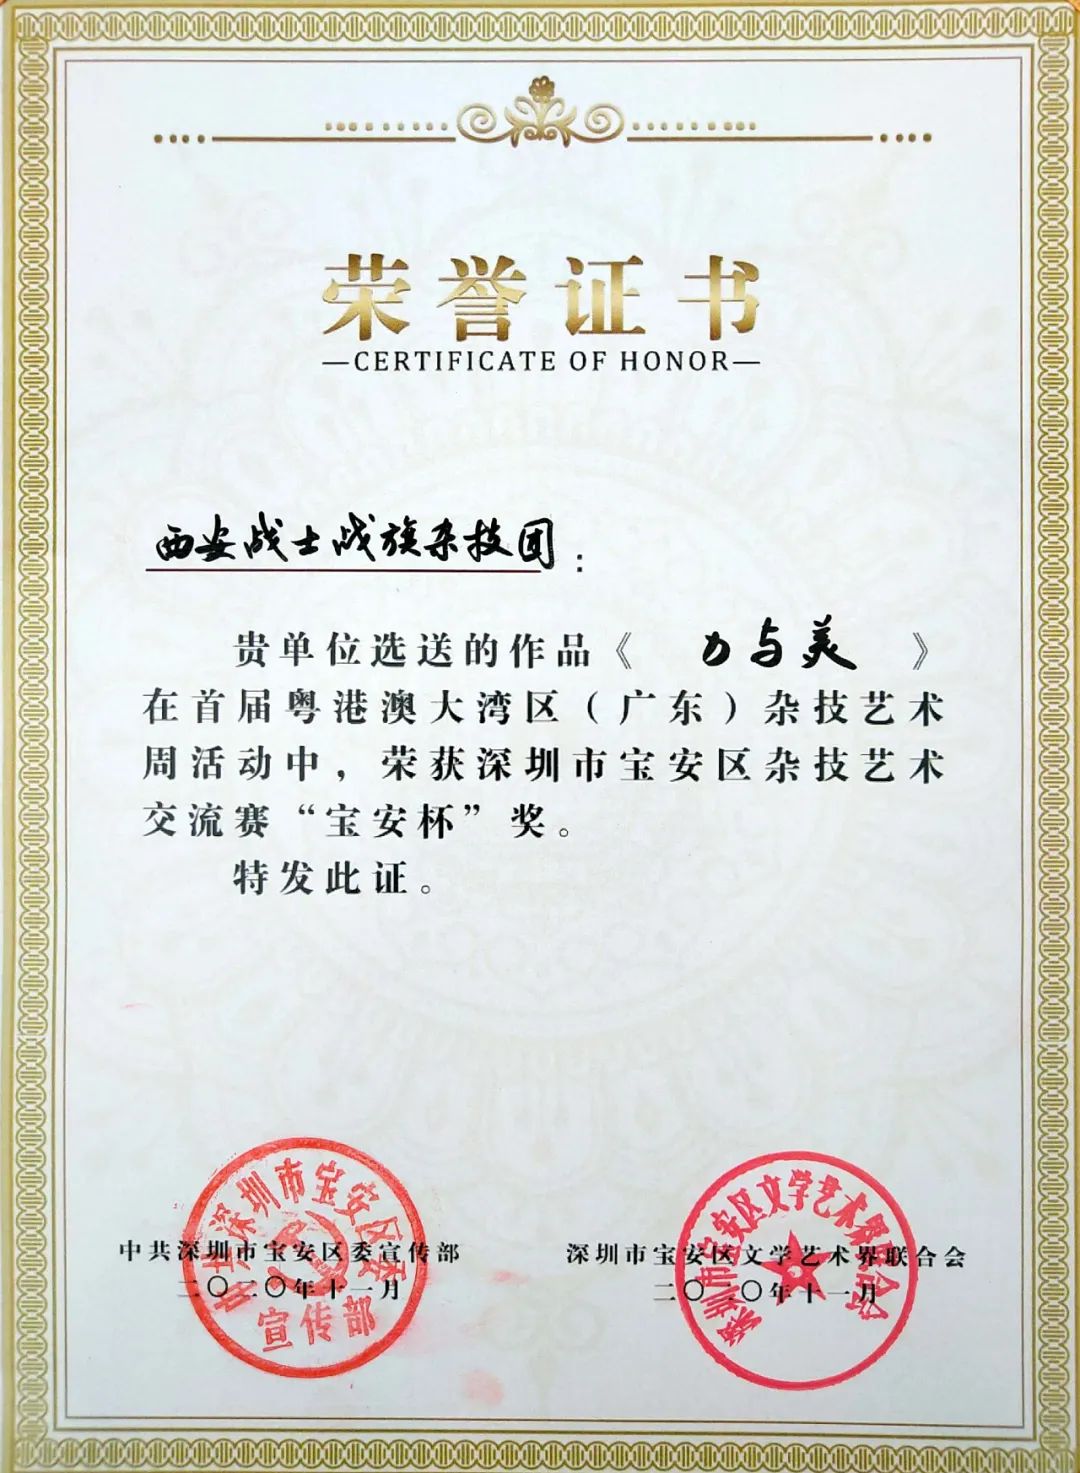 荣誉证书
—CERTIFICATE OF HONOR—
西安战士战旗杂技团：
贵单位选送的作品《 力与美 》
在首届粤港澳大湾区（广东）杂技艺术
周活动中，荣获深圳市宝安区杂技艺术
交流赛“宝安杯”奖。
特发此证。
中共深圳市宝安区委宣传部
二〇二〇年十一月
深圳市宝安区文学艺术界联合会
二〇二〇年十一月
中共深圳市宝安区委
宣传部
深圳市宝安区文学艺术界联合会